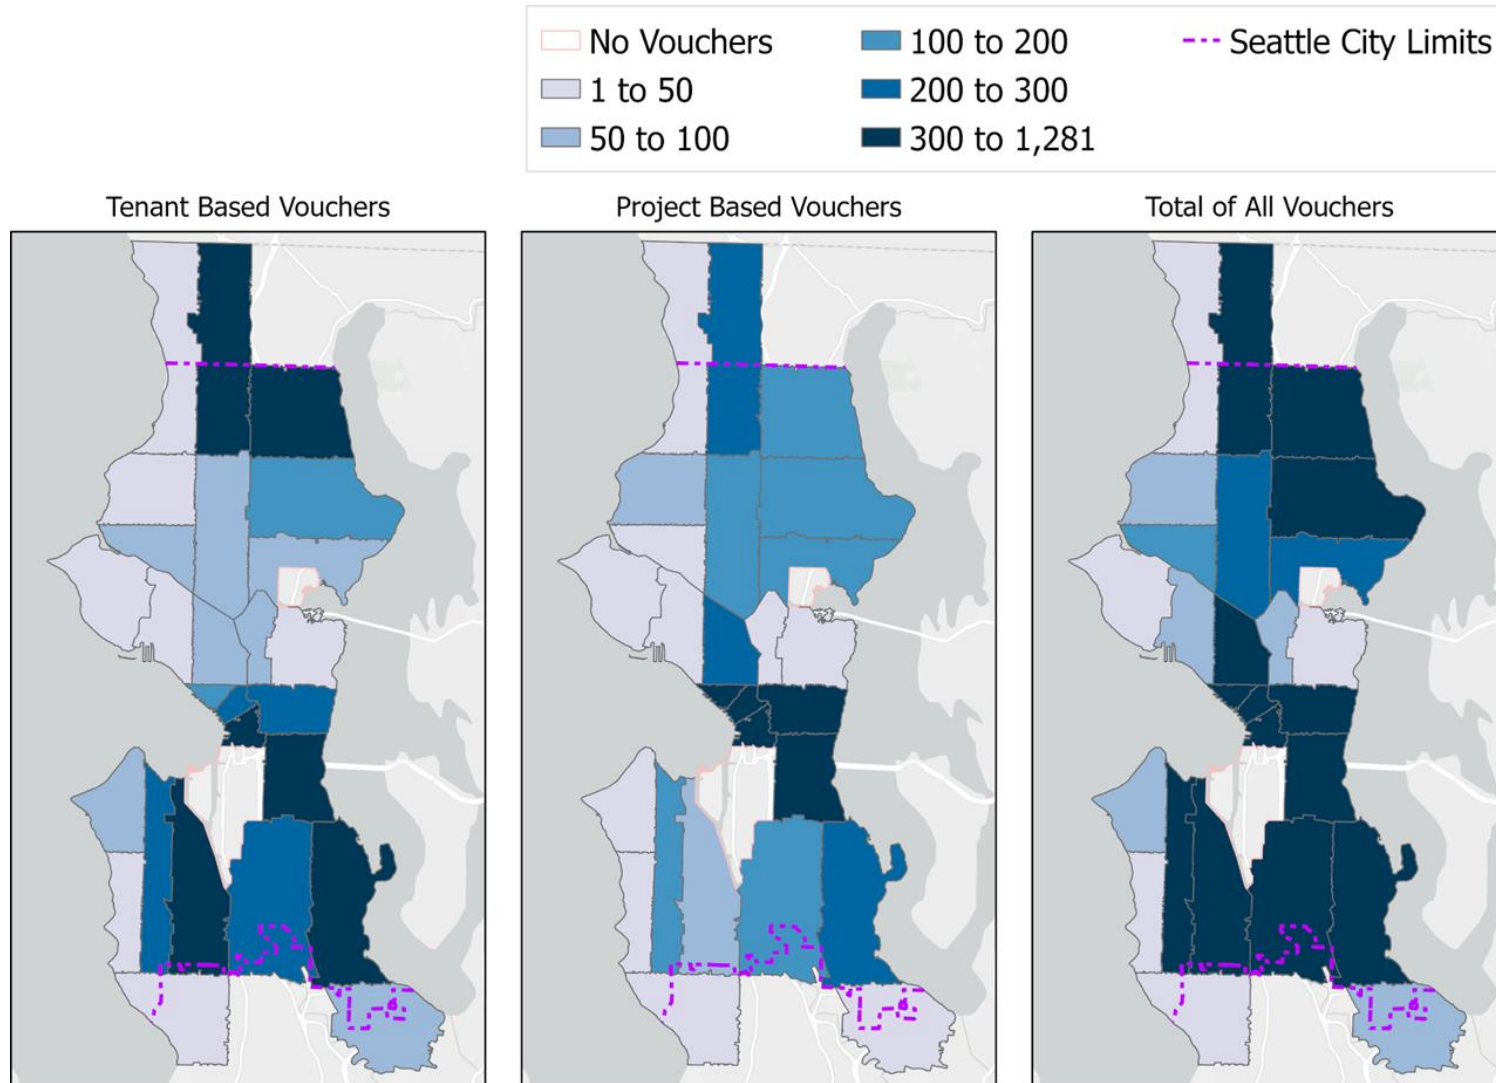 No Vouchers
1 to 50
50 to 100
100 to 200
200 to 300
300 to 1,281
Seattle City Limits
Tenant Based Vouchers
Project Based Vouchers
Total of All Vouchers